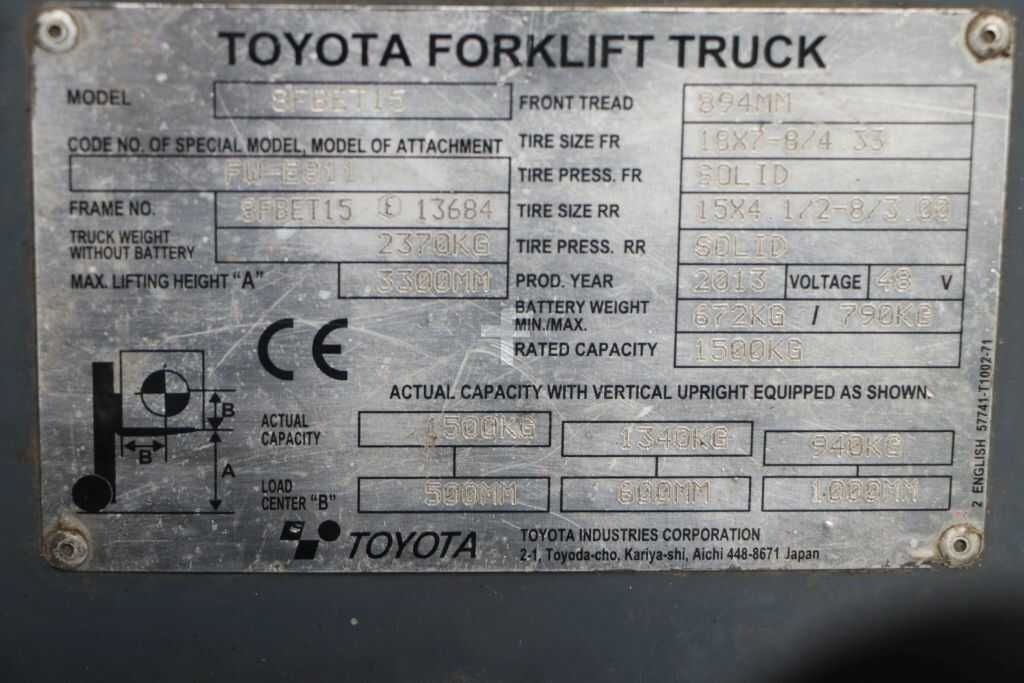 TOYOTA FORKLIFT TRUCK
MODEL 8FBET15
CODE NO. OF SPECIAL MODEL, MODEL OF ATTACHMENT
FW-E811
FRAME NO. 8FBET15 Ⓔ 13684
TRUCK WEIGHT
WITHOUT BATTERY 2370KG
MAX. LIFTING HEIGHT "A" 3300MM
FRONT TREAD 894MM
TIRE SIZE FR 18X7-8/4.33
TIRE PRESS. FR SOLID
TIRE SIZE RR 15X4.1/2-8/3.00
TIRE PRESS. RR SOLID
PROD. YEAR 2013 VOLTAGE 48 V
BATTERY WEIGHT
MIN./MAX. 672KG / 790KG
RATED CAPACITY 1500KG
CE
ACTUAL CAPACITY WITH VERTICAL UPRIGHT EQUIPPED AS SHOWN.
B
B
A
ACTUAL
CAPACITY 1500KG 1340KG 940KG
LOAD
CENTER "B" 500MM 600MM 1000MM
TOYOTA
TOYOTA INDUSTRIES CORPORATION
2-1, Toyoda-cho, Kariya-shi, Aichi 448-8671 Japan
2 ENGLISH 57741-T1002-71